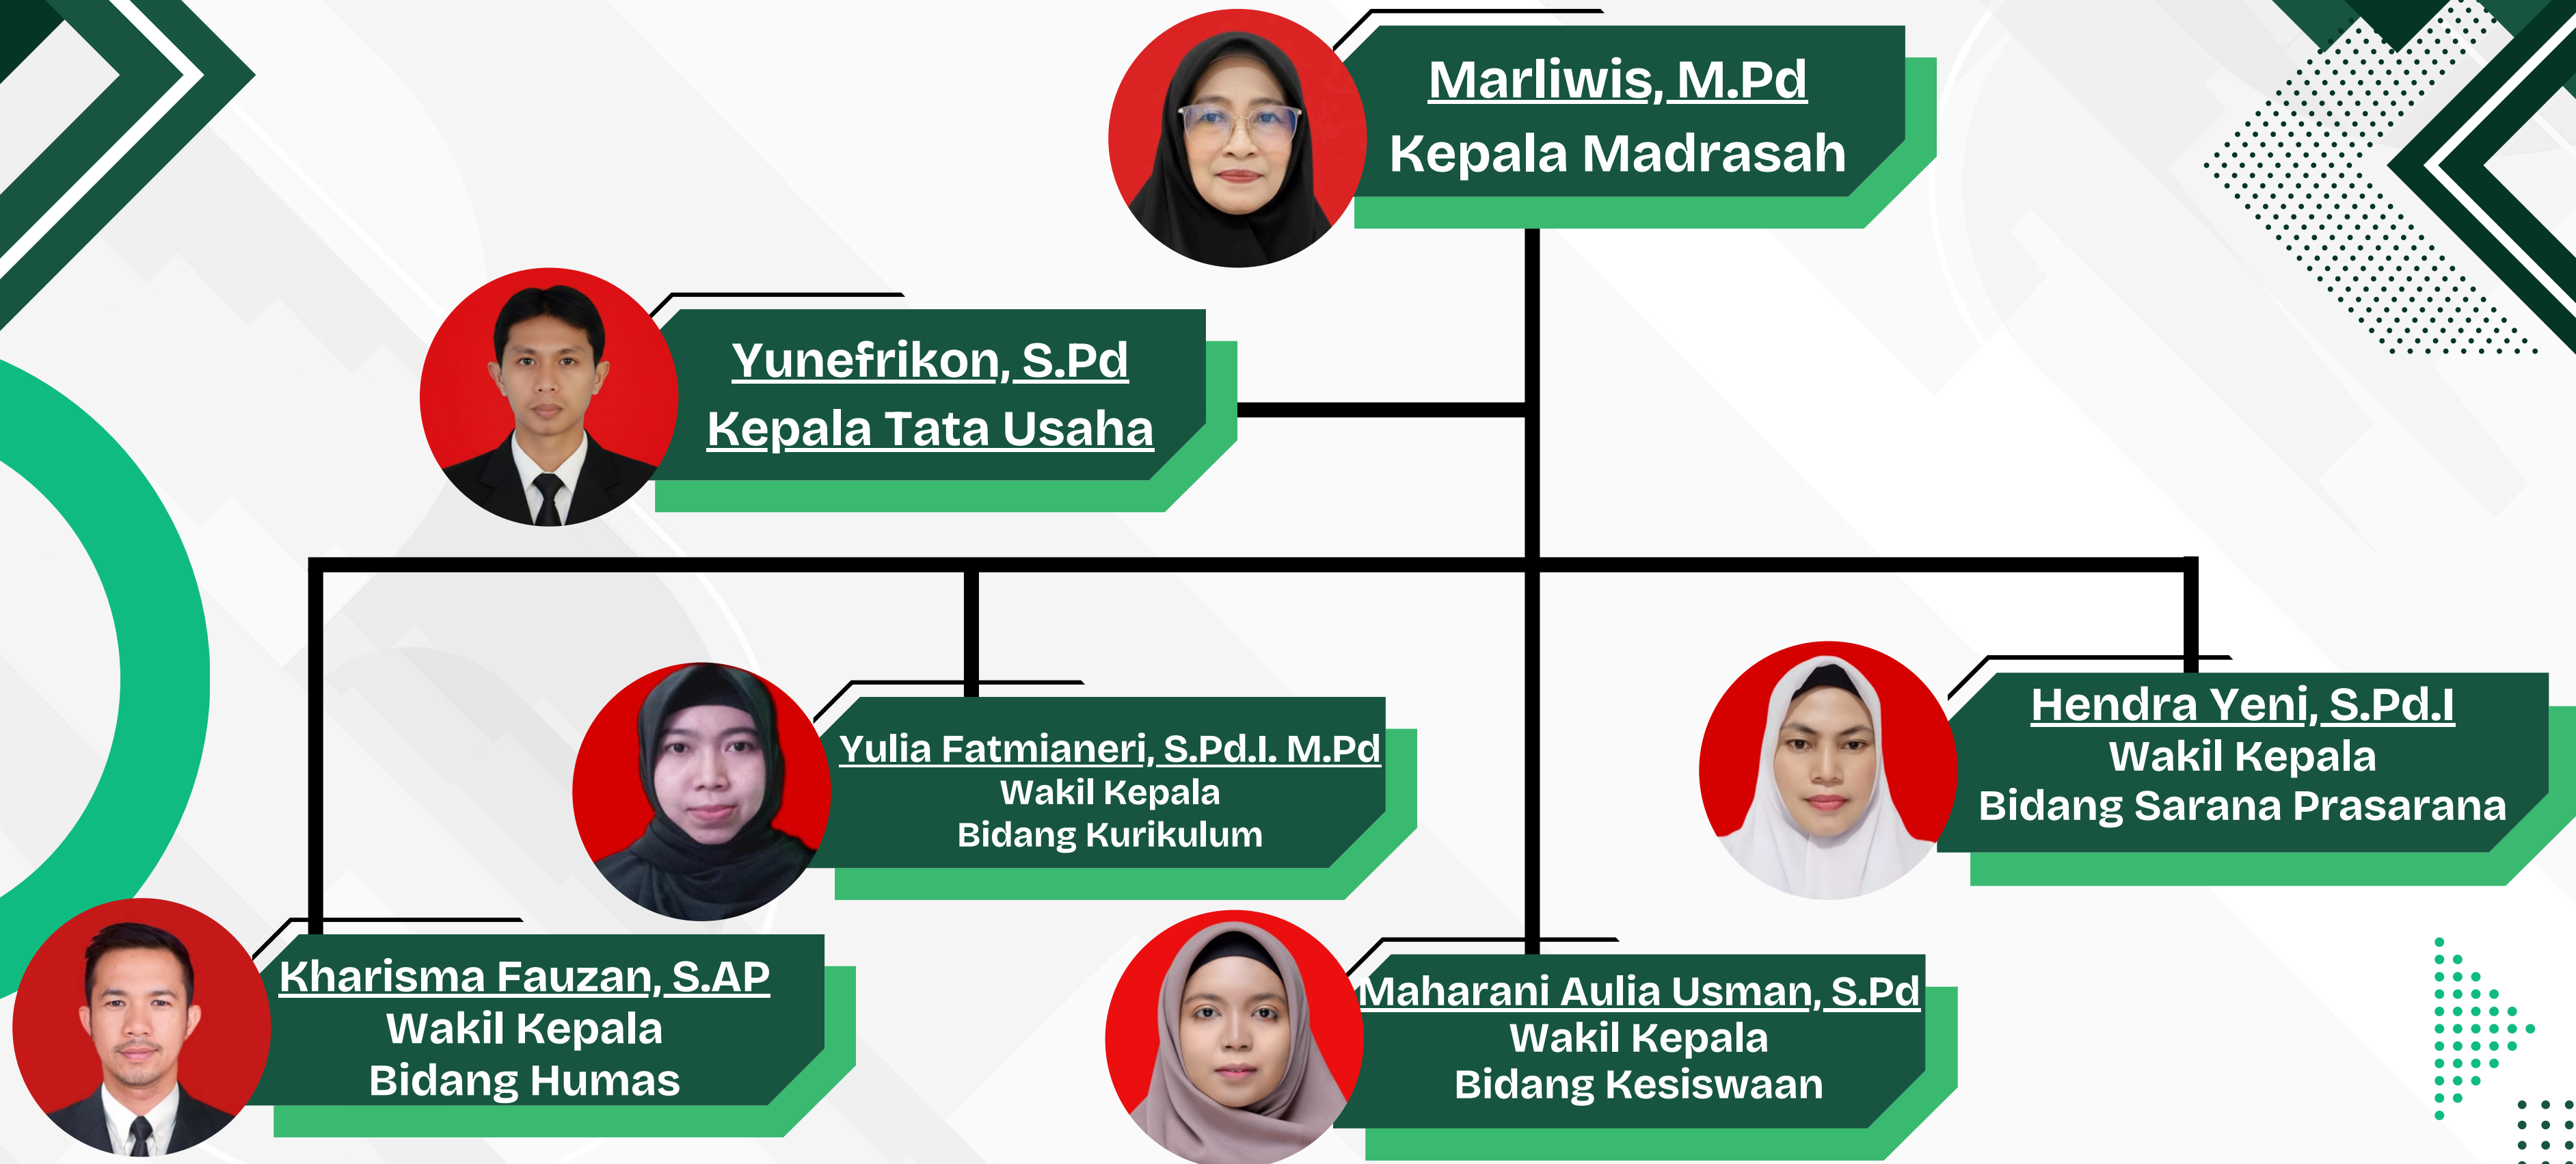 Marliwis, M.Pd
Kepala Madrasah
Yunefrikon, S.Pd
Kepala Tata Usaha
Yulia Fatmianeri, S.Pd.I. M.Pd
Wakil Kepala
Bidang Kurikulum
Hendra Yeni, S.Pd.I
Wakil Kepala
Bidang Sarana Prasarana
Kharisma Fauzan, S.AP
Wakil Kepala
Bidang Humas
Maharani Aulia Usman, S.Pd
Wakil Kepala
Bidang Kesiswaan